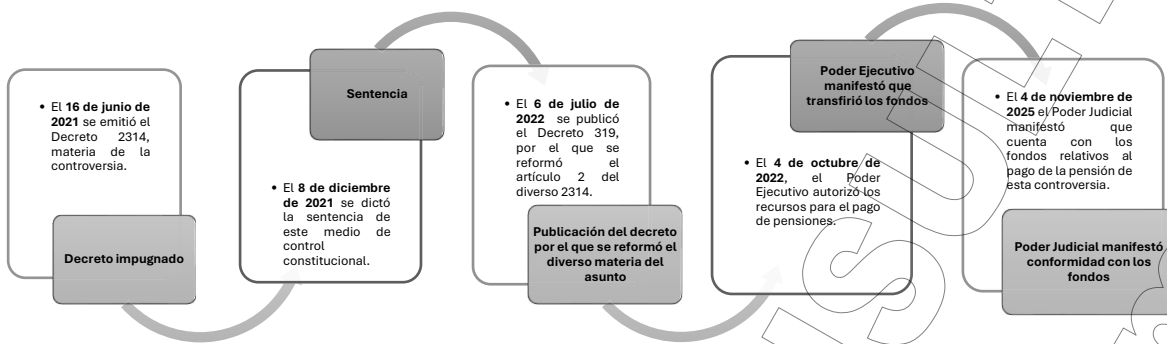 • El 16 de junio de
2021 se emitió el
Decreto 2314,
materia de la
controversia.
Decreto impugnado
Sentencia
• El 8 de diciembre
de 2021 se dictó
la sentencia de
este medio de
control
constitucional.
• El 6 de julio de
2022 se publicó
el Decreto 319,
por el que se
reformó el
artículo 2 del
diverso 2314.
Publicación del decreto
por el que se reformó el
diverso materia del
asunto
Poder Ejecutivo
manifestó que
transfirió los fondos
• El 4 de octubre de
2022, el Poder
Ejecutivo autorizó los
recursos para el pago
de pensiones.
• El 4 de noviembre de
2025 el Poder Judicial
manifestó que
cuenta con los
fondos relativos al
pago de la pensión de
esta controversia.
Poder Judicial manifestó
conformidad con los
fondos